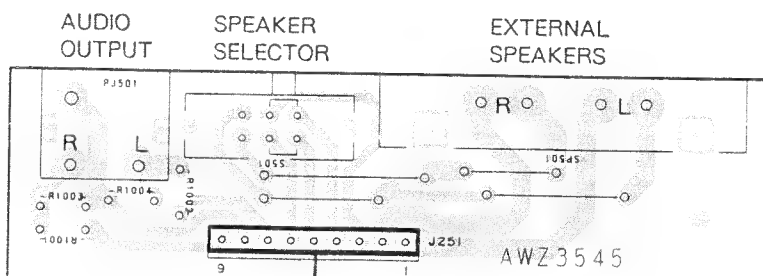 AUDIO OUTPUT
SPEAKER SELECTOR
EXTERNAL SPEAKERS
PJ501
R L
R L
S501
SP501
R1003
R1004
R1002
R1001
J251
9 1
AWZ3545